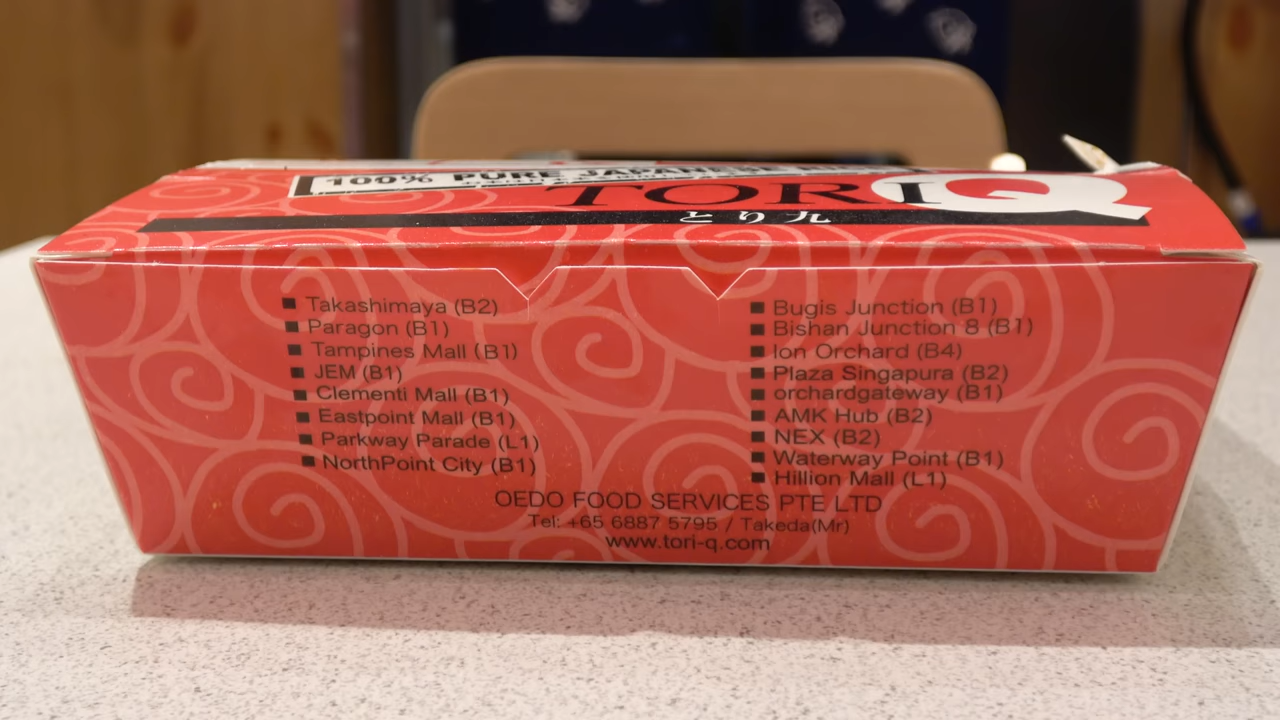 100% PURE JAPANESE
TORI Q
とり九
■ Takashimaya (B2)
■ Paragon (B1)
■ Tampines Mall (B1)
■ JEM (B1)
■ Clementi Mall (B1)
■ Eastpoint Mall (B1)
■ Parkway Parade (L1)
■ NorthPoint City (B1)
■ Bugis Junction (B1)
■ Bishan Junction 8 (B1)
■ Ion Orchard (B4)
■ Plaza Singapura (B2)
■ orchardgateway (B1)
■ AMK Hub (B2)
■ NEX (B2)
■ Waterway Point (B1)
■ Hillion Mall (L1)
OEDO FOOD SERVICES PTE LTD
Tel: +65 6887 5795 / Takeda(Mr)
www.tori-q.com